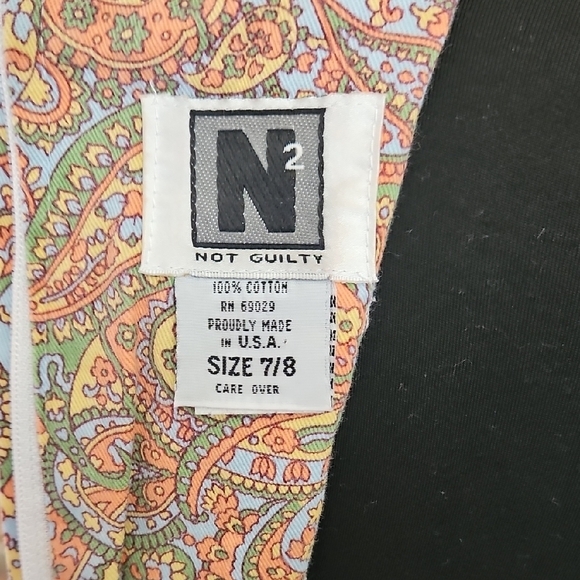 N²
NOT GUILTY
100% COTTON
RN 69029
PROUDLY MADE
IN U.S.A.
SIZE 7/8
CARE OVER